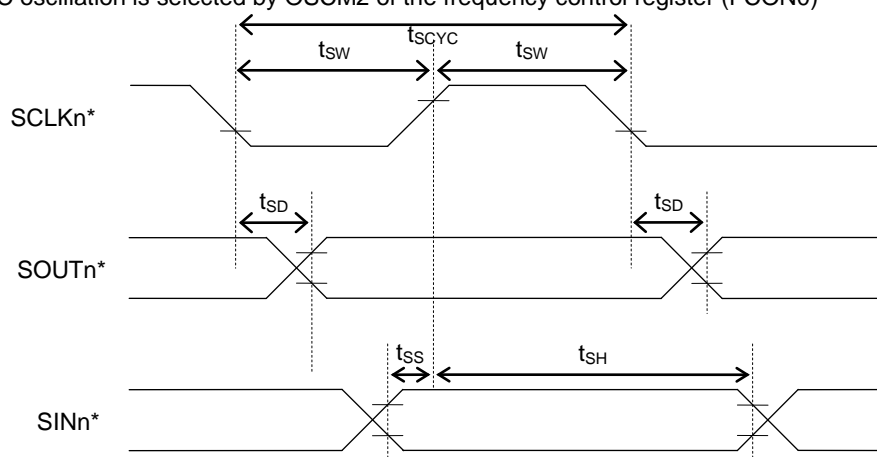 C oscillation is selected by OSCM2 of the frequency control register (FCON0)
tSCYC
tSW tSW
SCLKn*
tSD tSD
SOUTn*
tSS tSH
SINn*